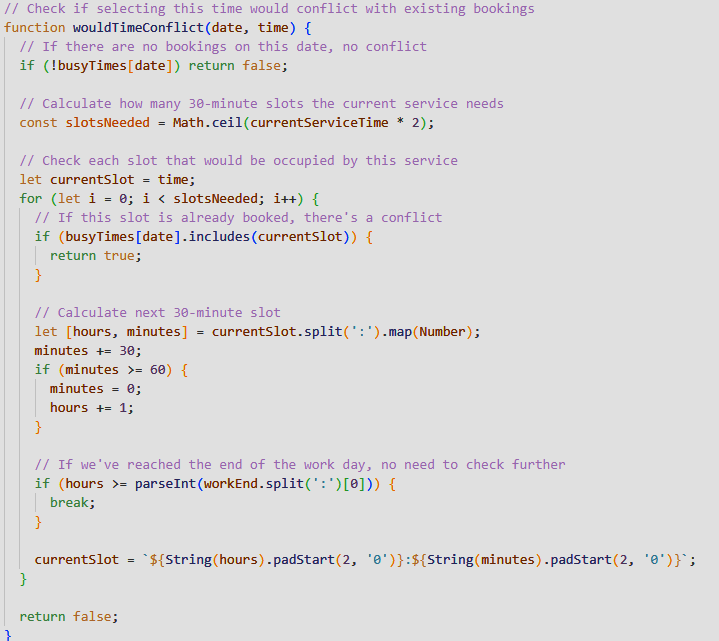 // Check if selecting this time would conflict with existing bookings
function wouldTimeConflict(date, time) {
  // If there are no bookings on this date, no conflict
  if (!busyTimes[date]) return false;

  // Calculate how many 30-minute slots the current service needs
  const slotsNeeded = Math.ceil(currentServiceTime * 2);

  // Check each slot that would be occupied by this service
  let currentSlot = time;
  for (let i = 0; i < slotsNeeded; i++) {
    // If this slot is already booked, there's a conflict
    if (busyTimes[date].includes(currentSlot)) {
      return true;
    }

    // Calculate next 30-minute slot
    let [hours, minutes] = currentSlot.split(':').map(Number);
    minutes += 30;
    if (minutes >= 60) {
      minutes = 0;
      hours += 1;
    }

    // If we've reached the end of the work day, no need to check further
    if (hours >= parseInt(workEnd.split(':')[0])) {
      break;
    }

    currentSlot = `${String(hours).padStart(2, '0')}:${String(minutes).padStart(2, '0')}`;
  }

  return false;
}